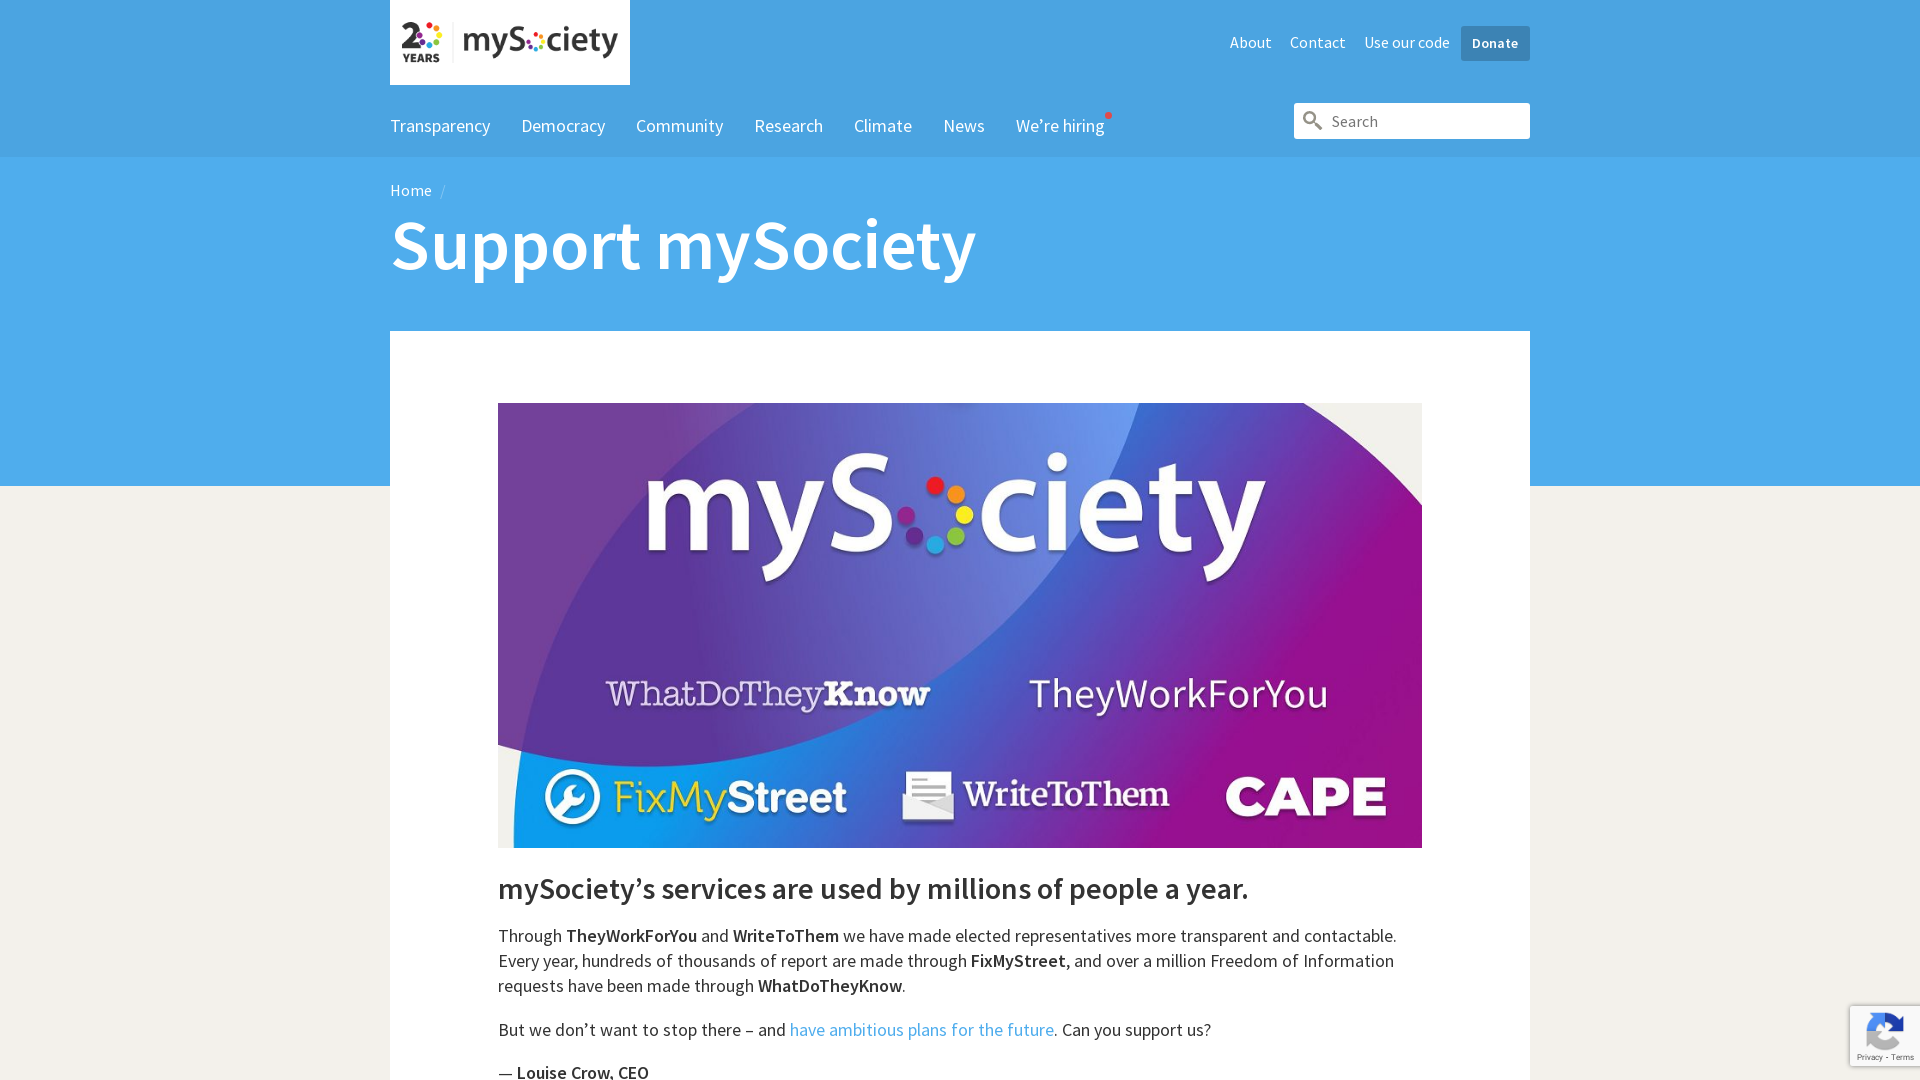 20 YEARS mySociety
About Contact Use our code Donate
Transparency Democracy Community Research Climate News We’re hiring Search
Home /
Support mySociety
mySociety
WhatDoTheyKnow TheyWorkForYou
FixMyStreet WriteToThem CAPE
mySociety’s services are used by millions of people a year.
Through TheyWorkForYou and WriteToThem we have made elected representatives more transparent and contactable.
Every year, hundreds of thousands of report are made through FixMyStreet, and over a million Freedom of Information
requests have been made through WhatDoTheyKnow.
But we don’t want to stop there – and have ambitious plans for the future. Can you support us?
— Louise Crow, CEO
Privacy - Terms